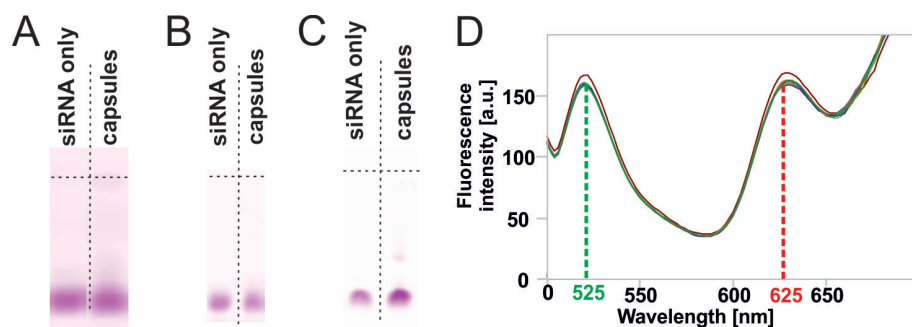 A
siRNA only
capsules
B
siRNA only
capsules
C
siRNA only
capsules
D
Fluorescence
intensity [a.u.]
150
100
50
0
0
525
550
600
625
650
Wavelength [nm]